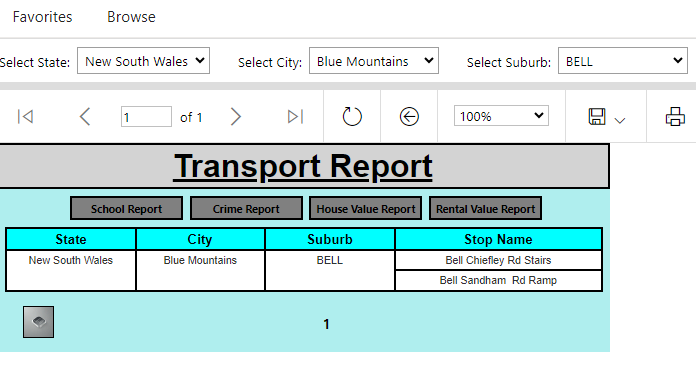 Favorites Browse
Select State: New South Wales Select City: Blue Mountains Select Suburb: BELL
1 of 1 100%
Transport Report
School Report Crime Report House Value Report Rental Value Report
State City Suburb Stop Name
New South Wales Blue Mountains BELL Bell Chiefley Rd Stairs
Bell Sandham Rd Ramp
1